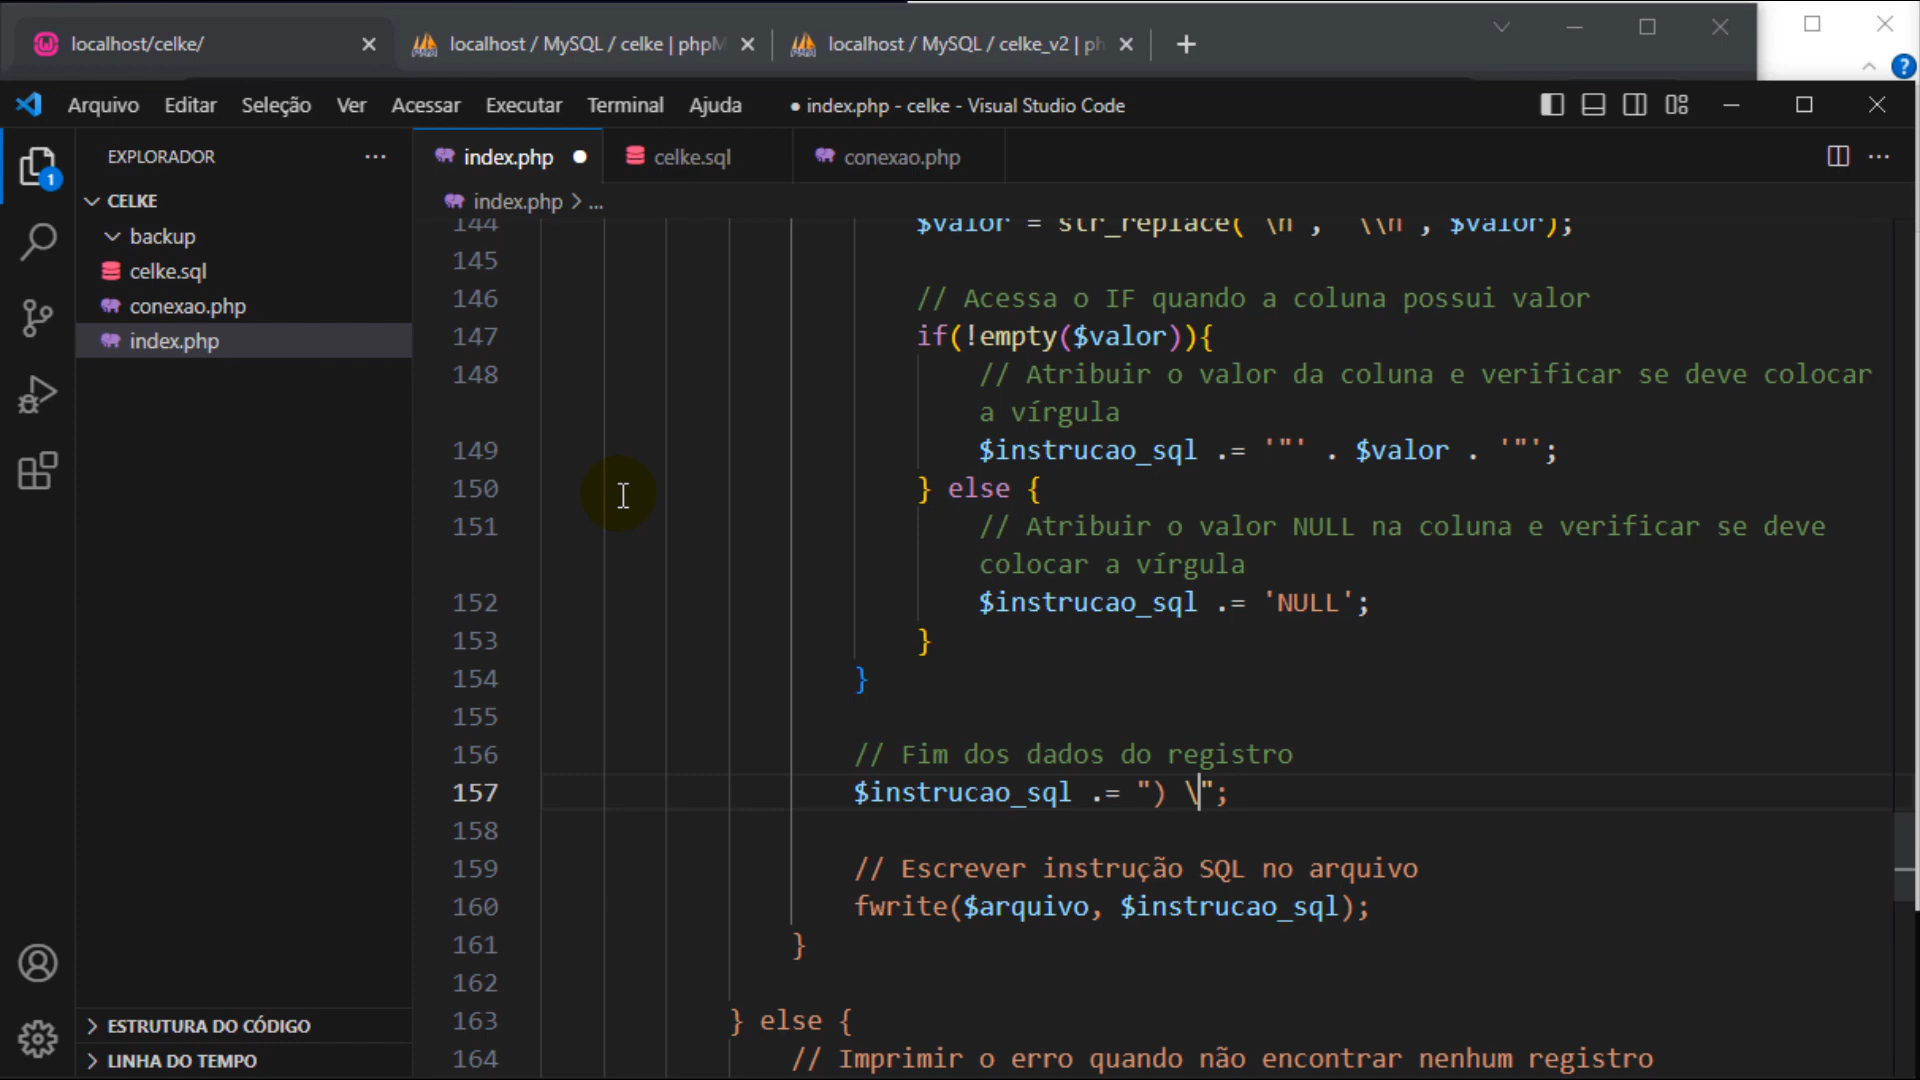 localhost/celke/
localhost / MySQL / celke | phpM
localhost / MySQL / celke_v2 | ph
Arquivo Editar Seleção Ver Acessar Executar Terminal Ajuda ● index.php - celke - Visual Studio Code
EXPLORADOR ...
index.php
celke.sql
conexao.php
1
index.php > ...
CELKE
backup
celke.sql
conexao.php
index.php
144 $valor = str_replace("\n", "\\n", $valor);
145
146 // Acessa o IF quando a coluna possui valor
147 if(!empty($valor)){
148 // Atribuir o valor da coluna e verificar se deve colocar
a vírgula
149 $instrucao_sql .= '"' . $valor . '"';
150 } else {
151 // Atribuir o valor NULL na coluna e verificar se deve
colocar a vírgula
152 $instrucao_sql .= 'NULL';
153 }
154 }
155
156 // Fim dos dados do registro
157 $instrucao_sql .= ") \";
158
159 // Escrever instrução SQL no arquivo
160 fwrite($arquivo, $instrucao_sql);
161 }
162
163 } else {
164 // Imprimir o erro quando não encontrar nenhum registro
ESTRUTURA DO CÓDIGO
LINHA DO TEMPO